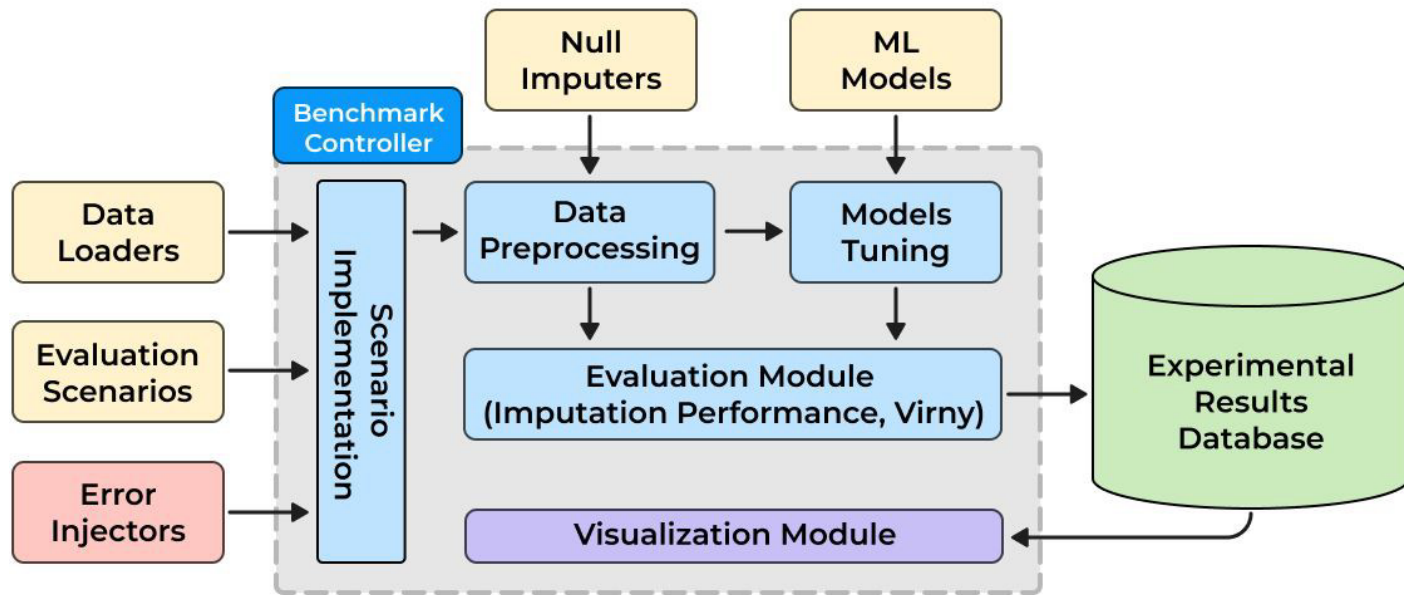 Null
Imputers
ML
Models
Benchmark
Controller
Data
Loaders
Evaluation
Scenarios
Error
Injectors
Scenario
Implementation
Data
Preprocessing
Models
Tuning
Evaluation Module
(Imputation Performance, Virny)
Visualization Module
Experimental
Results
Database